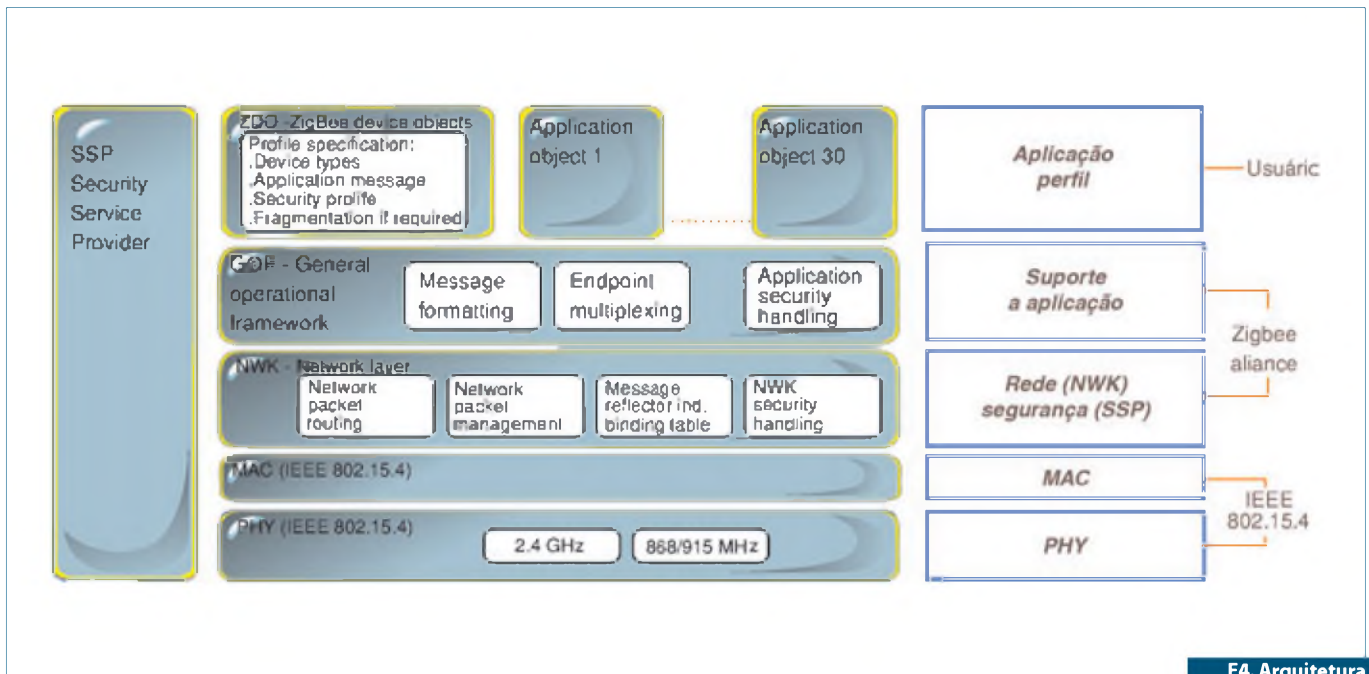 SSP
Security
Service
Provider
ZDO -ZigBee device objects
Profile specification:
.Device types
.Application message
.Security prolife
.Fragmentation if required
Application
object 1
Application
object 30
GOF - General
operational
framework
Message
formatting
Endpoint
multiplexing
Application
security
handling
NWK - Network layer
Network
packet
routing
Network
packet
management
Message
reflector ind.
binding table
NWK
security
handling
MAC (IEEE 802.15.4)
PHY (IEEE 802.15.4)
2.4 GHz
868/915 MHz
Aplicação
perfil
Usuáric
Suporte
a aplicação
Zigbee
aliance
Rede (NWK)
segurança (SSP)
MAC
IEEE
802.15.4
PHY
F4. Arquitetura